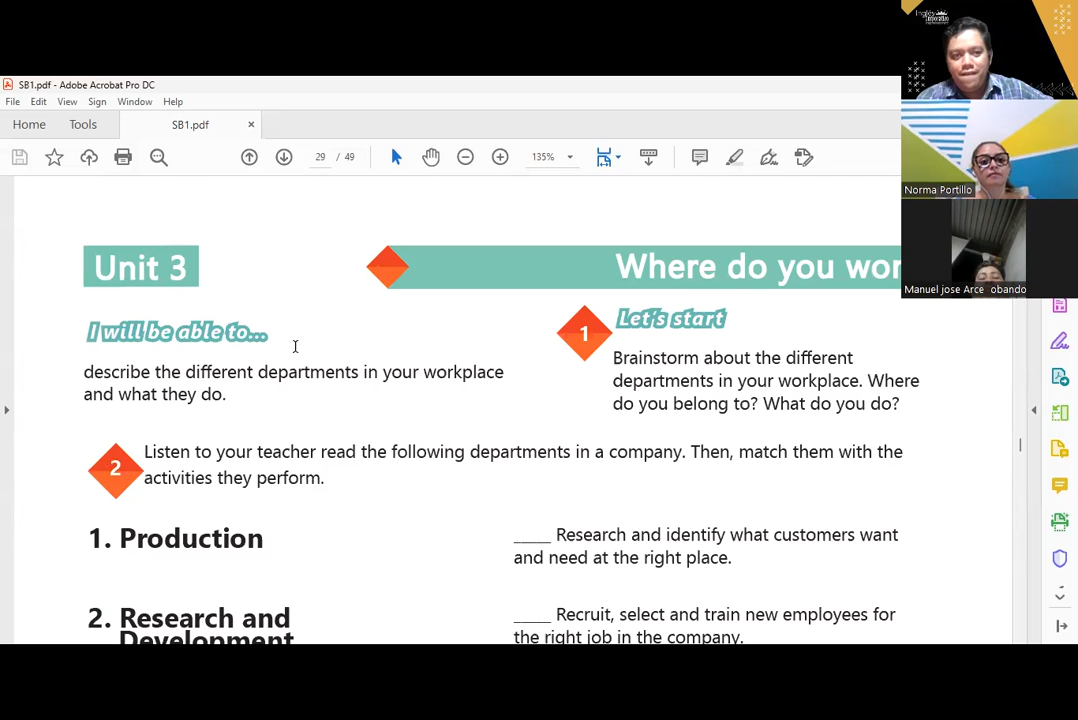 SB1.pdf - Adobe Acrobat Pro DC
File Edit View Sign Window Help
Home Tools SB1.pdf ×
29 / 49 135%
Unit 3
Where do you wor
I will be able to...
describe the different departments in your workplace
and what they do.
1 Let's start
Brainstorm about the different
departments in your workplace. Where
do you belong to? What do you do?
2 Listen to your teacher read the following departments in a company. Then, match them with the
activities they perform.
1. Production
____ Research and identify what customers want
and need at the right place.
2. Research and
Development
____ Recruit, select and train new employees for
the right job in the company.
Inglés
Corporativo
Norma Portillo
Manuel jose Arce obando